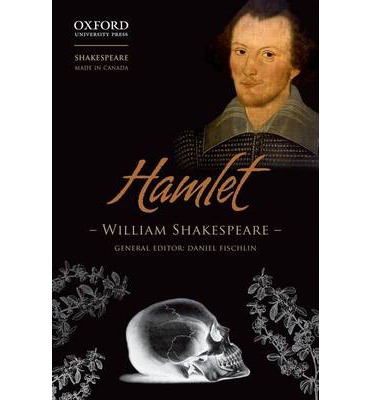 OXFORD
UNIVERSITY PRESS
SHAKESPEARE
MADE IN CANADA
Hamlet
– WILLIAM SHAKESPEARE –
GENERAL EDITOR: DANIEL FISCHLIN